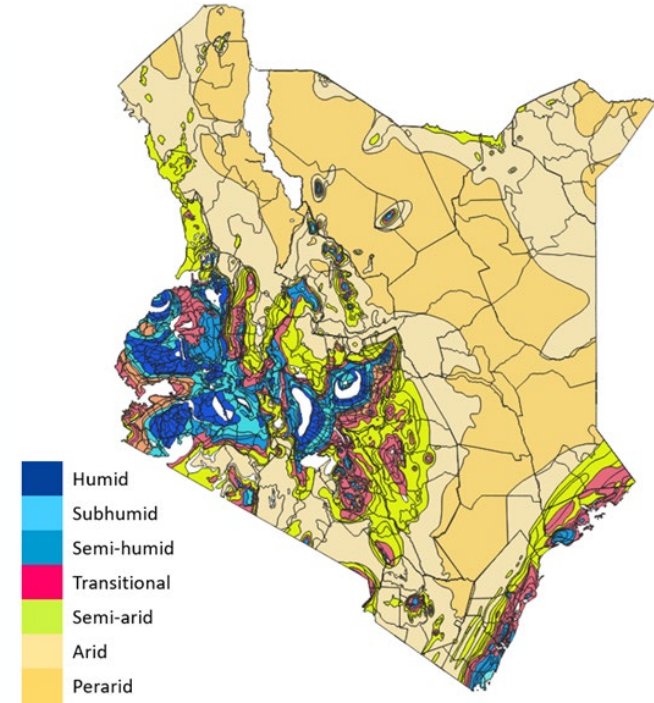 Humid
Subhumid
Semi-humid
Transitional
Semi-arid
Arid
Perarid